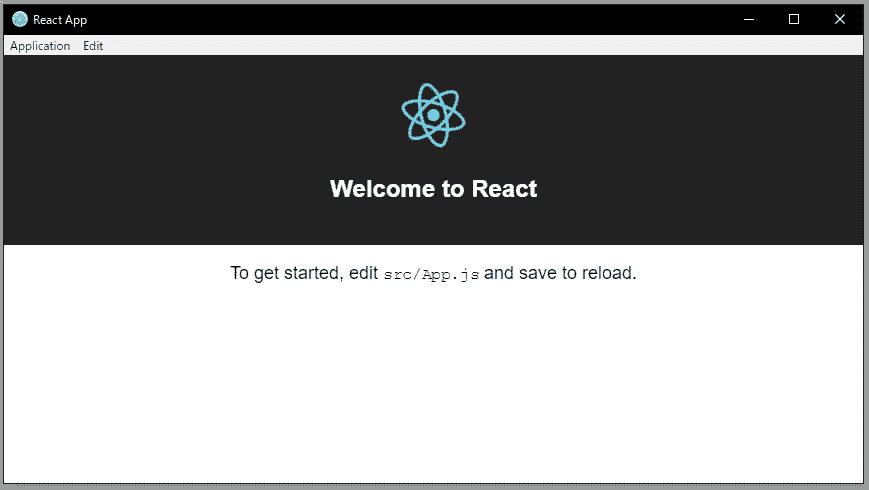 React App
Application Edit
Welcome to React
To get started, edit src/App.js and save to reload.